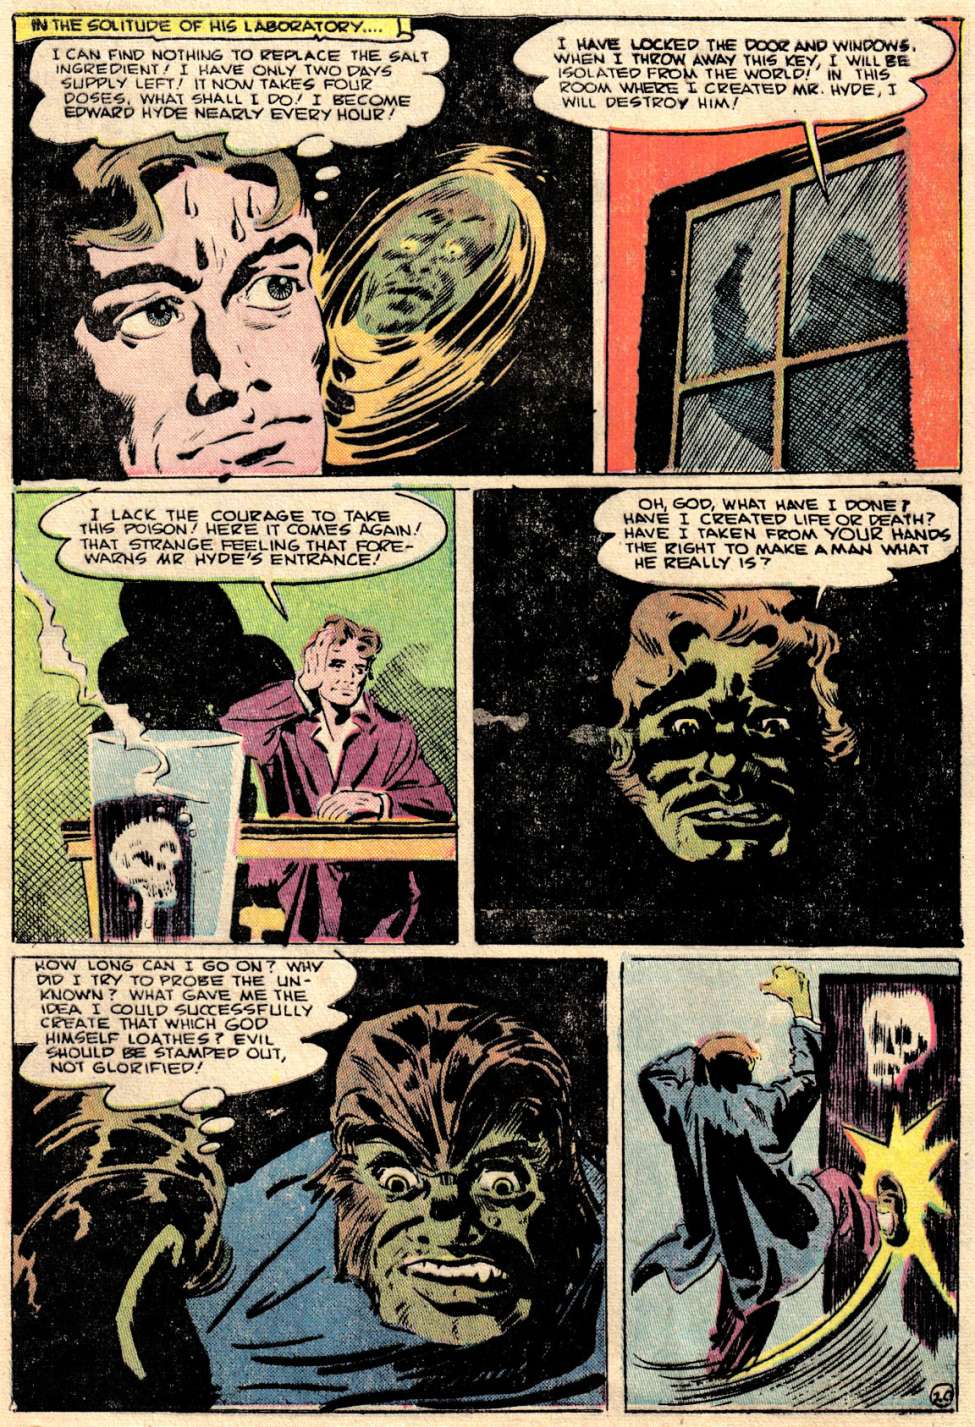 IN THE SOLITUDE OF HIS LABORATORY....
I CAN FIND NOTHING TO REPLACE THE SALT
INGREDIENT! I HAVE ONLY TWO DAYS
SUPPLY LEFT! IT NOW TAKES FOUR
DOSES, WHAT SHALL I DO! I BECOME
EDWARD HYDE NEARLY EVERY HOUR!
I HAVE LOCKED THE DOOR AND WINDOWS.
WHEN I THROW AWAY THIS KEY, I WILL BE
ISOLATED FROM THE WORLD! IN THIS
ROOM WHERE I CREATED MR. HYDE, I
WILL DESTROY HIM!
I LACK THE COURAGE TO TAKE
THIS POISON! HERE IT COMES AGAIN!
THAT STRANGE FEELING THAT FORE-
WARNS MR HYDE'S ENTRANCE!
OH, GOD, WHAT HAVE I DONE?
HAVE I CREATED LIFE OR DEATH?
HAVE I TAKEN FROM YOUR HANDS
THE RIGHT TO MAKE A MAN WHAT
HE REALLY IS?
HOW LONG CAN I GO ON? WHY
DID I TRY TO PROBE THE UN-
KNOWN? WHAT GAVE ME THE
IDEA I COULD SUCCESSFULLY
CREATE THAT WHICH GOD
HIMSELF LOATHES? EVIL
SHOULD BE STAMPED OUT,
NOT GLORIFIED!